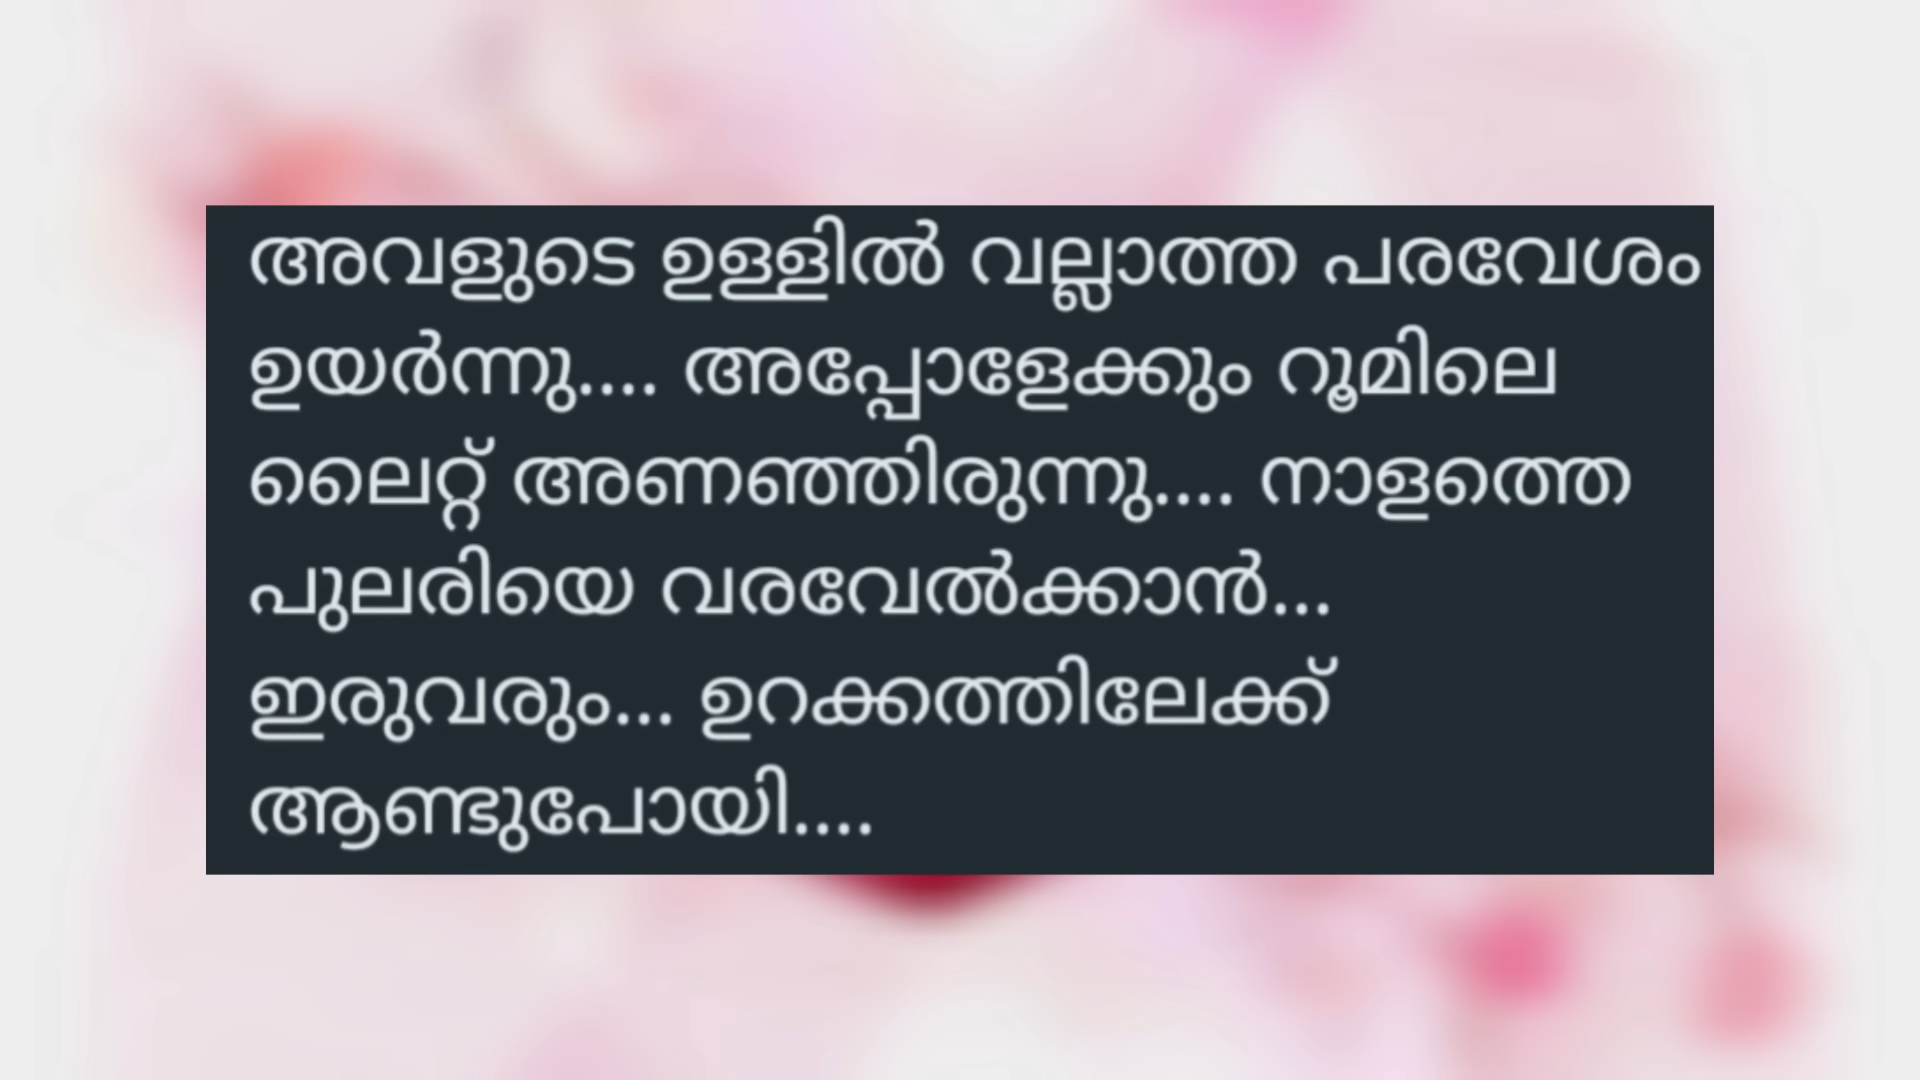 അവളുടെ ഉള്ളിൽ വല്ലാത്ത പരവേശം
ഉയർന്നു.... അപ്പോളേക്കും റൂമിലെ
ലൈറ്റ് അണഞ്ഞിരുന്നു.... നാളത്തെ
പുലരിയെ വരവേൽക്കാൻ...
ഇരുവരും... ഉറക്കത്തിലേക്ക്
ആണ്ടുപോയി....